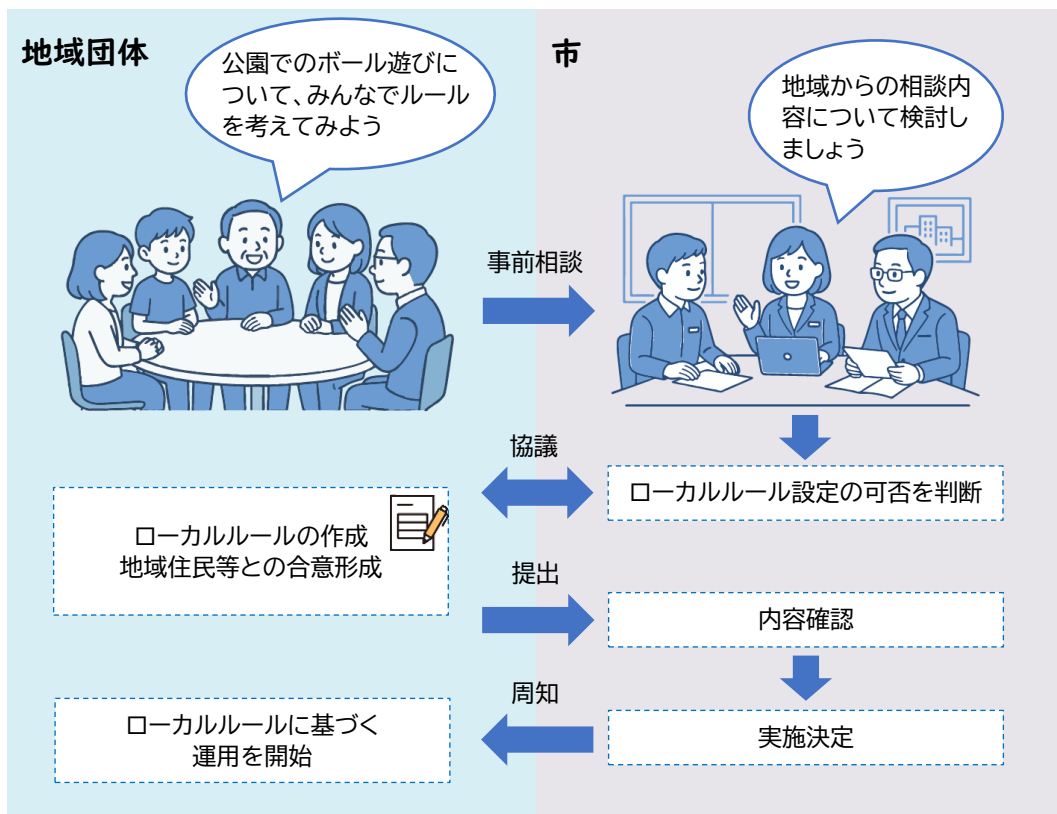 地域団体
市
公園でのボール遊びに
ついて、みんなでルール
を考えてみよう
地域からの相談内
容について検討し
ましょう
事前相談
協議
ローカルルール設定の可否を判断
ローカルルールの作成
地域住民等との合意形成
提出
内容確認
周知
ローカルルールに基づく
運用を開始
実施決定